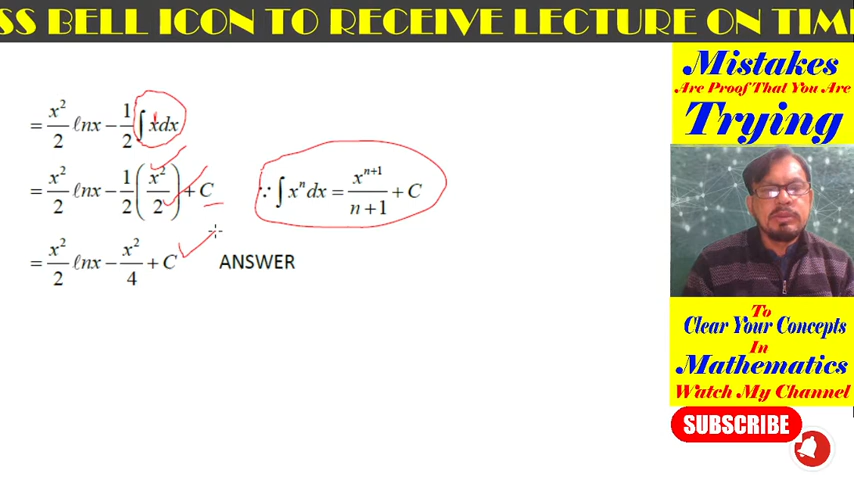 SS BELL ICON TO RECEIVE LECTURE ON TIM
= x²/2 ℓnx − 1/2 ∫ xdx
= x²/2 ℓnx − 1/2 (x²/2) + C ∵ ∫ xⁿ dx = xⁿ⁺¹/n+1 + C
= x²/2 ℓnx − x²/4 + C ANSWER
Mistakes
Are Proof That You Are
Trying
To
Clear Your Concepts
In
Mathematics
Watch My Channel
SUBSCRIBE